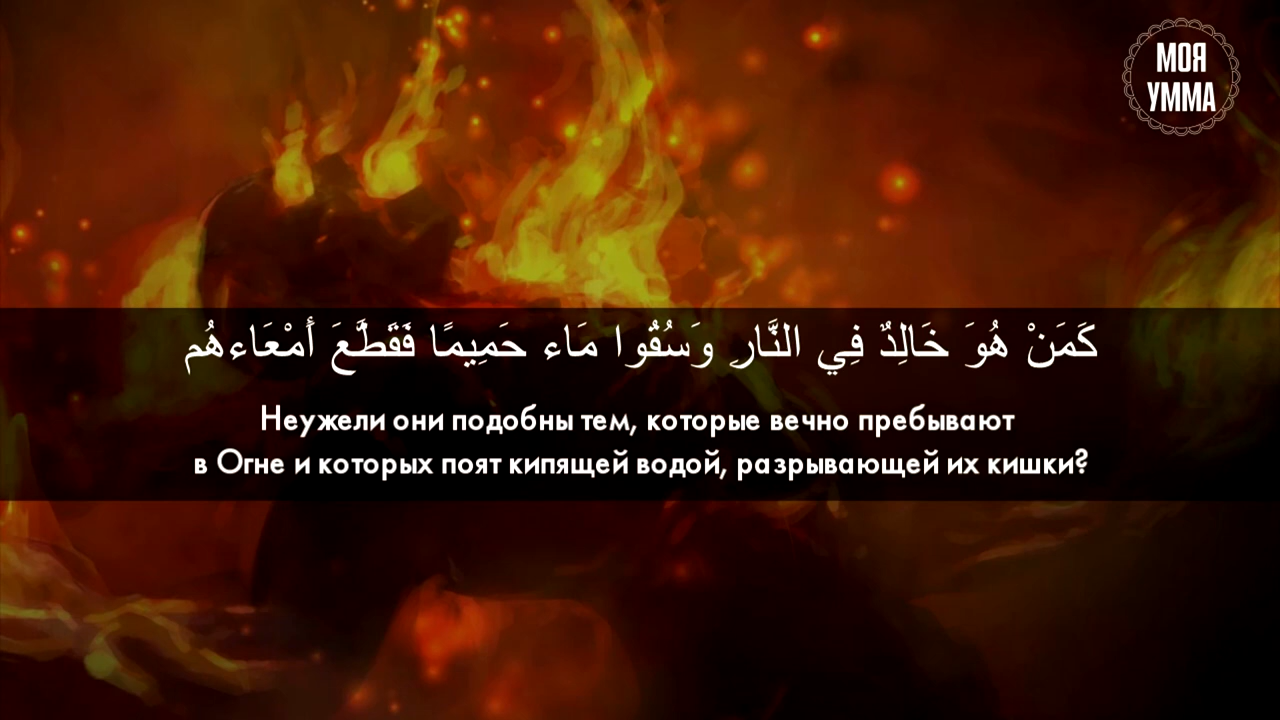 МОЯ
УММА
كَمَنْ هُوَ خَالِدٌ فِي النَّارِ وَسُقُوا مَاء حَمِيمًا فَقَطَّعَ أَمْعَاءهُم
Неужели они подобны тем, которые вечно пребывают
в Огне и которых поят кипящей водой, разрывающей их кишки?